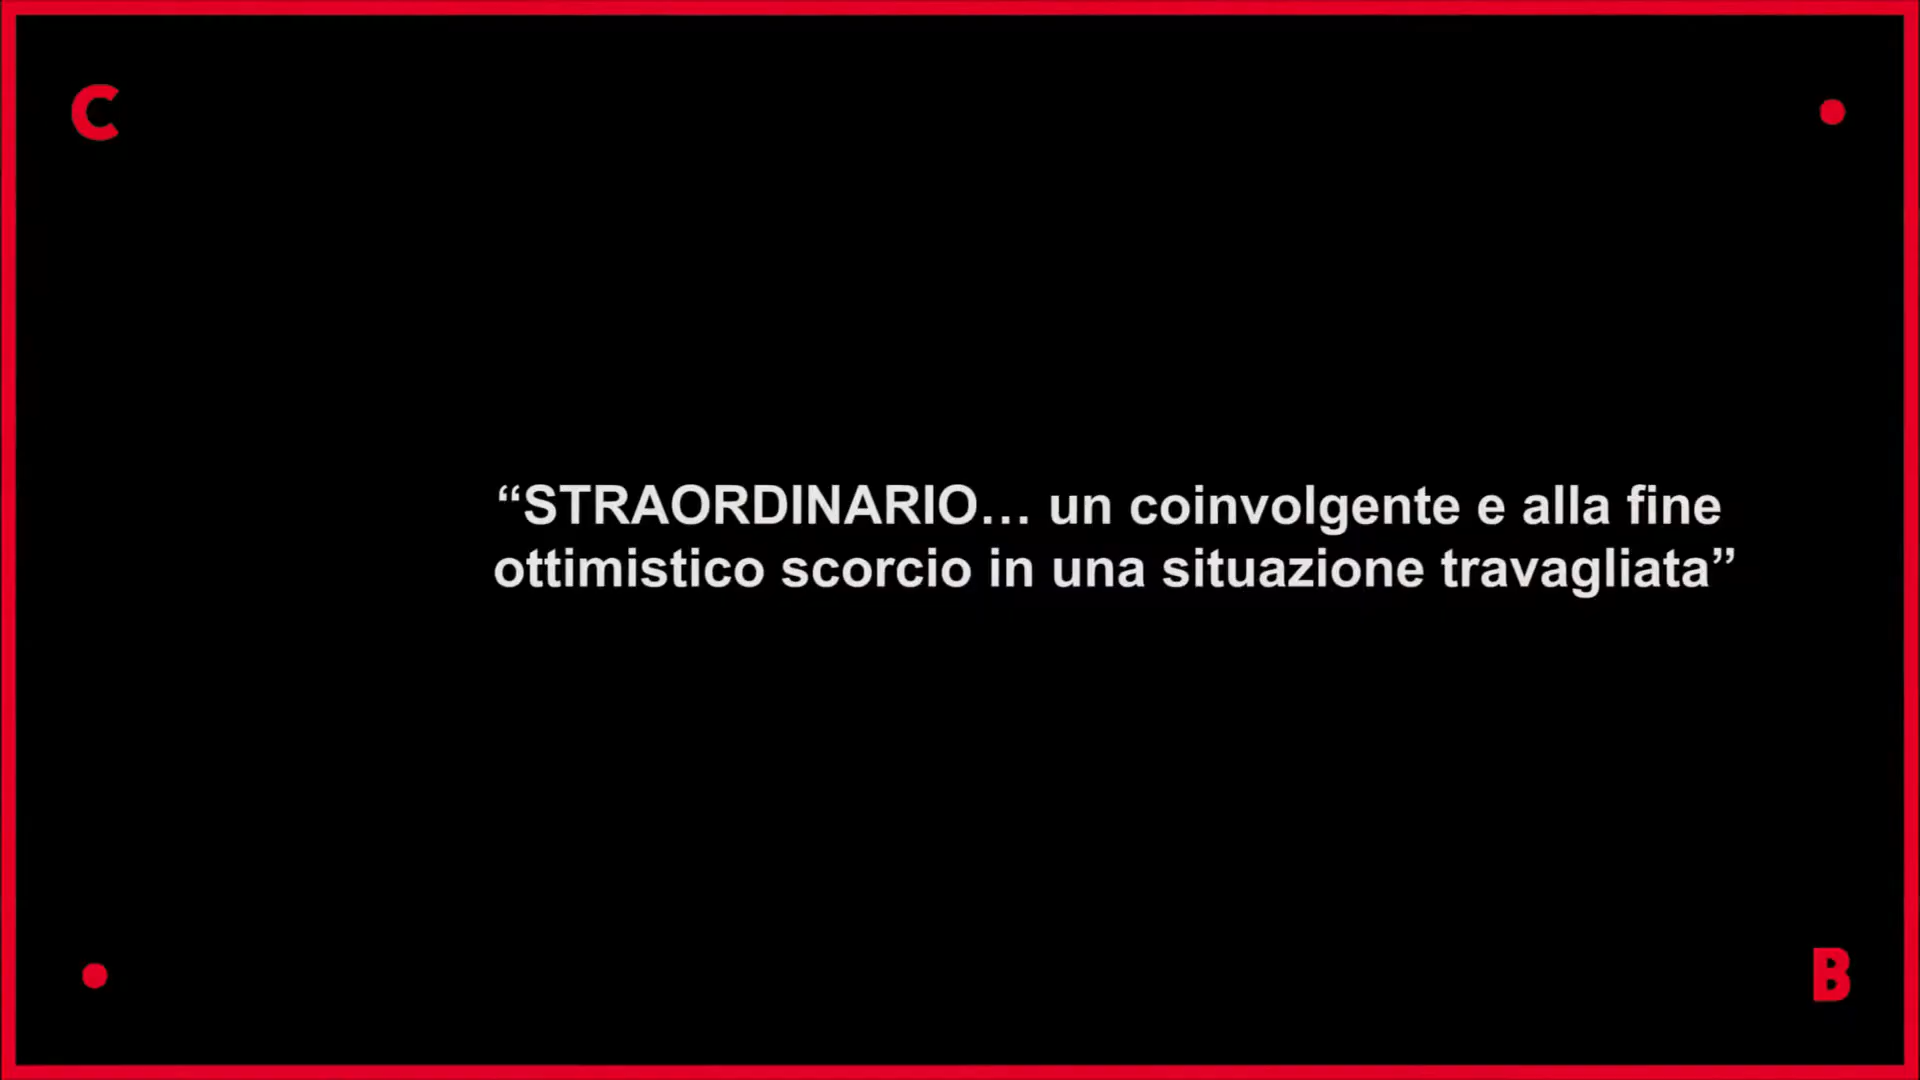 C
“STRAORDINARIO… un coinvolgente e alla fine
ottimistico scorcio in una situazione travagliata”
B